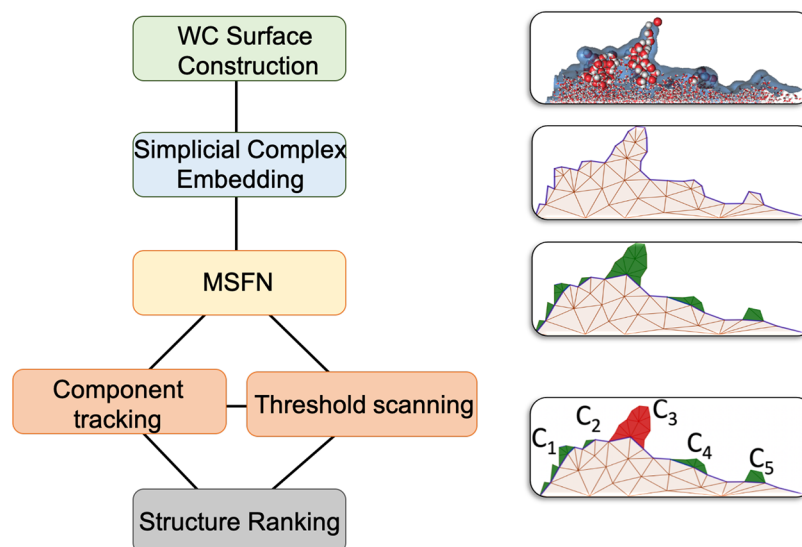 WC Surface
Construction
Simplicial Complex
Embedding
MSFN
Component
tracking
Threshold scanning
Structure Ranking
C₁
C₂
C₃
C₄
C₅